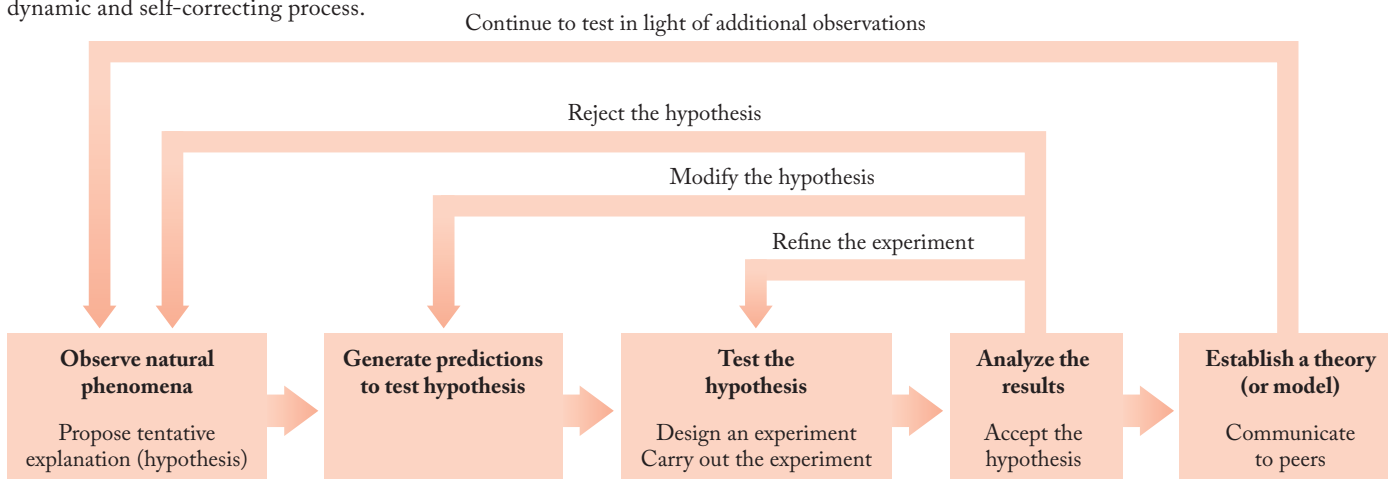 dynamic and self-correcting process.
Continue to test in light of additional observations
Reject the hypothesis
Modify the hypothesis
Refine the experiment
Observe natural
phenomena
Propose tentative
explanation (hypothesis)
Generate predictions
to test hypothesis
Test the
hypothesis
Design an experiment
Carry out the experiment
Analyze the
results
Accept the
hypothesis
Establish a theory
(or model)
Communicate
to peers